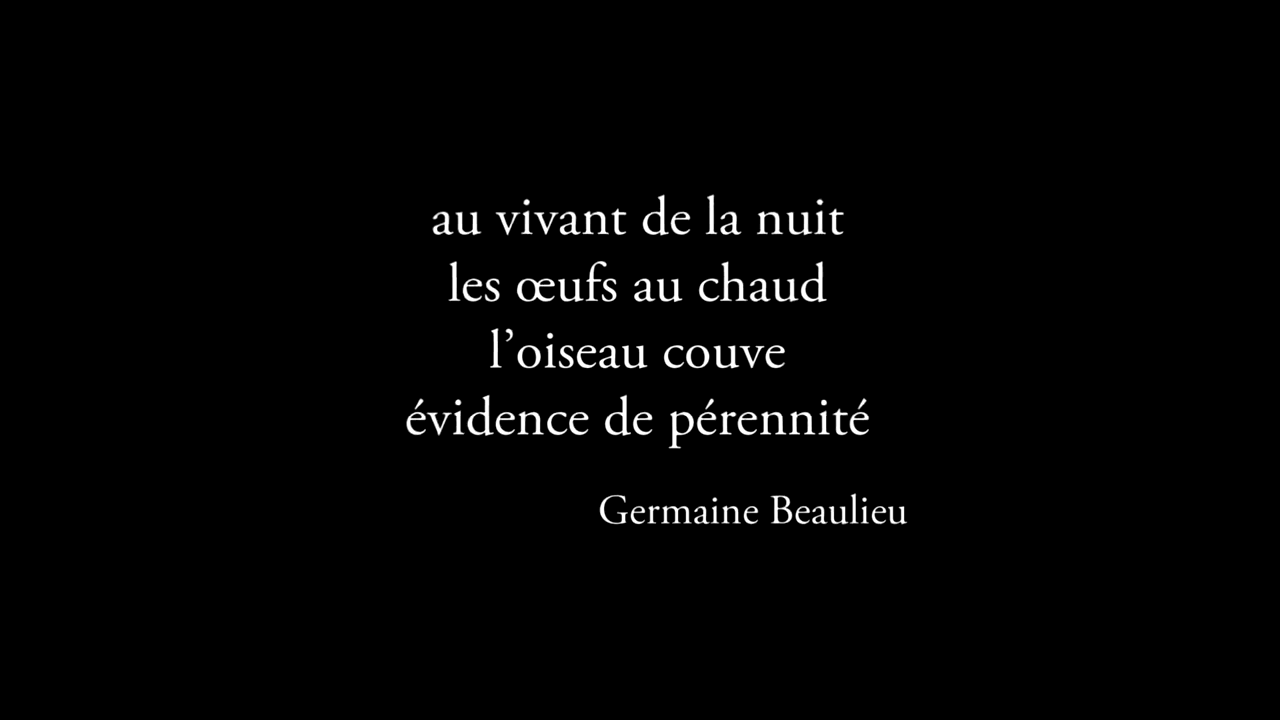 au vivant de la nuit
les œufs au chaud
l’oiseau couve
évidence de pérennité
Germaine Beaulieu